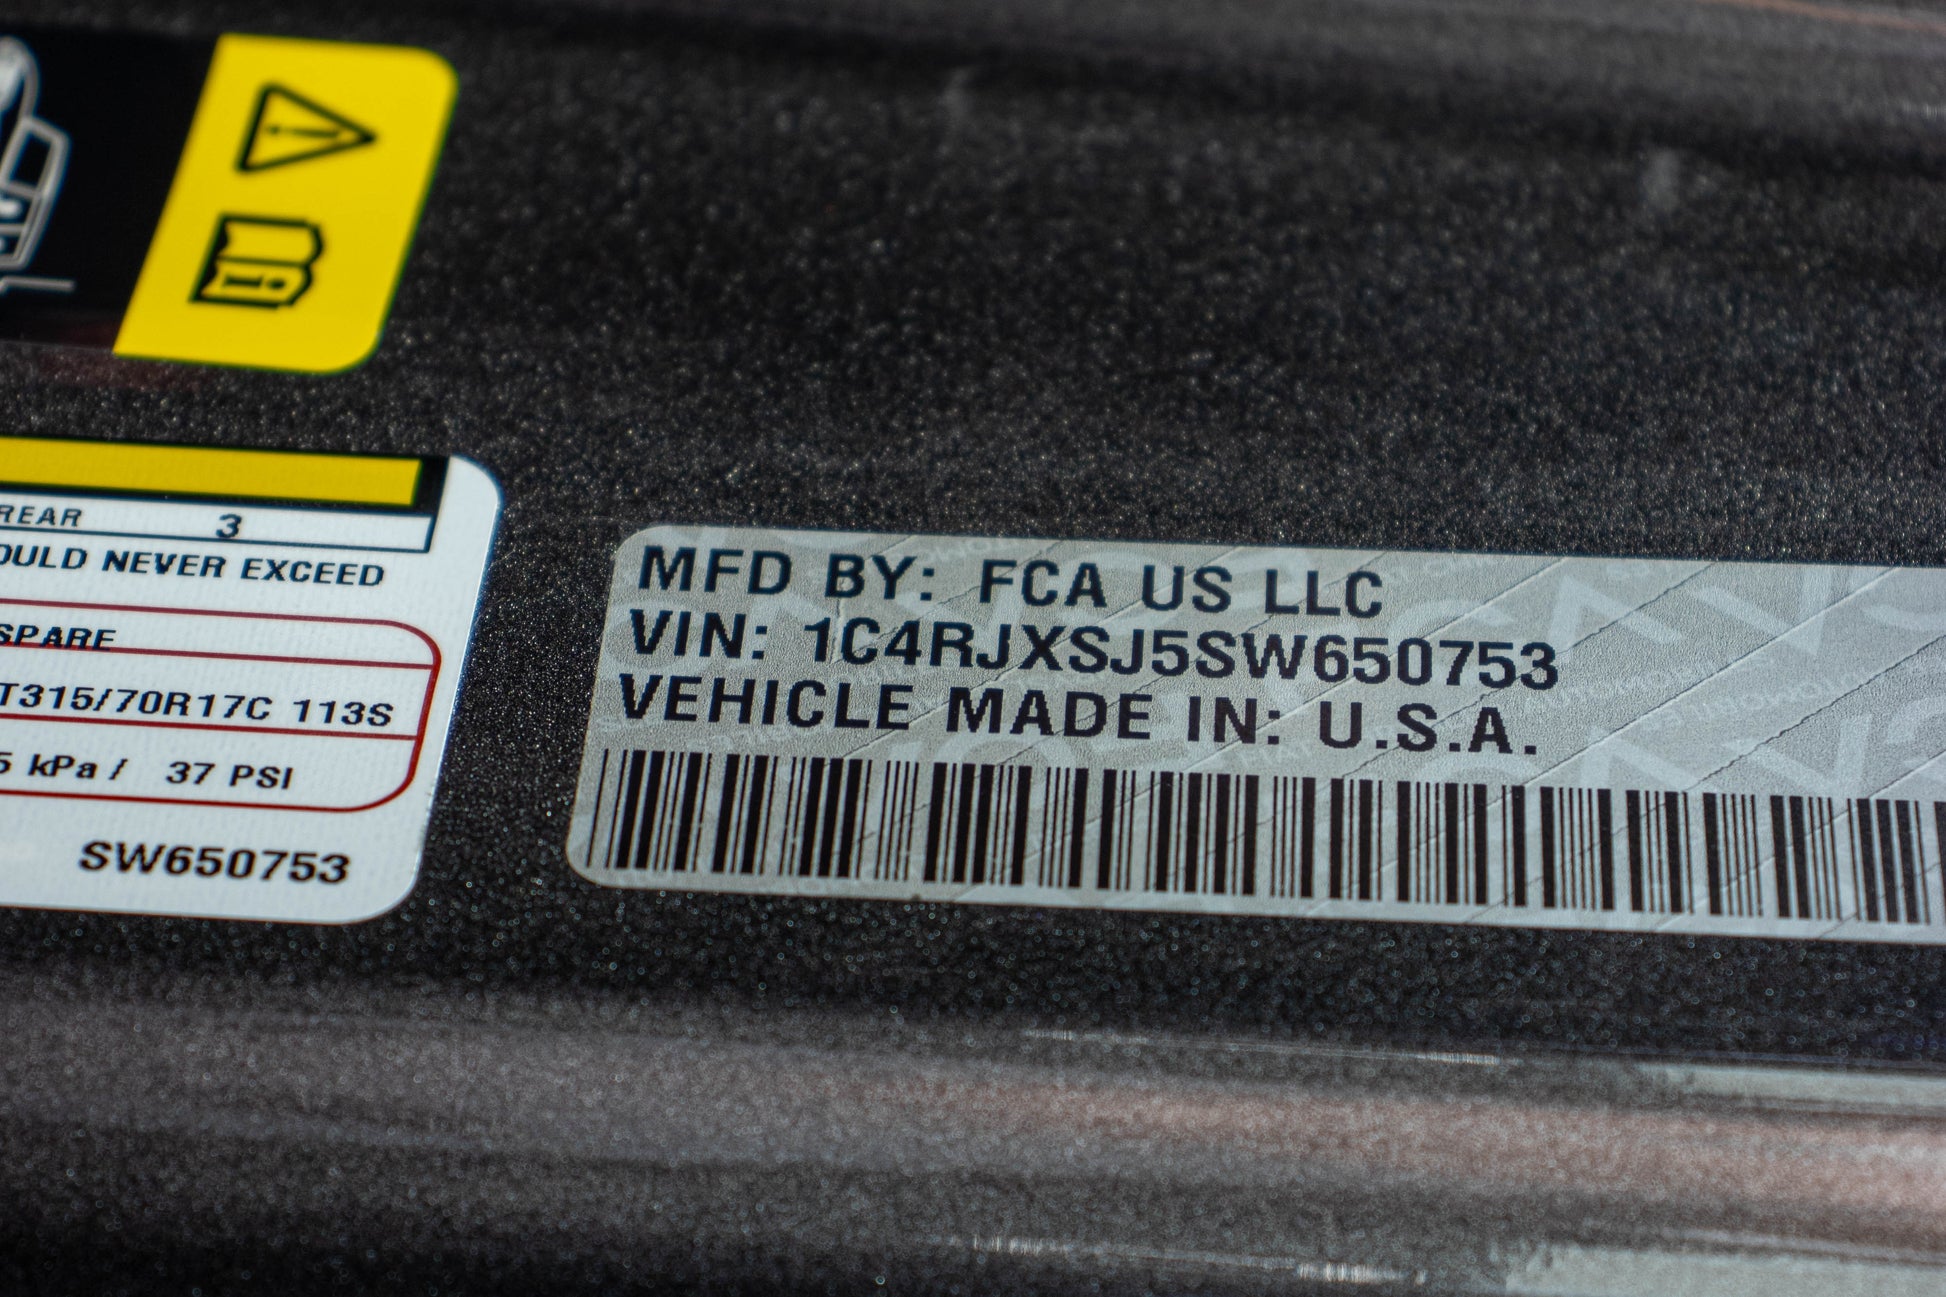 REAR 3
OULD NEVER EXCEED
SPARE
T315/70R17C 113S
5 kPa / 37 PSI
SW650753
MFD BY: FCA US LLC
VIN: 1C4RJXSJ5SW650753
VEHICLE MADE IN: U.S.A.